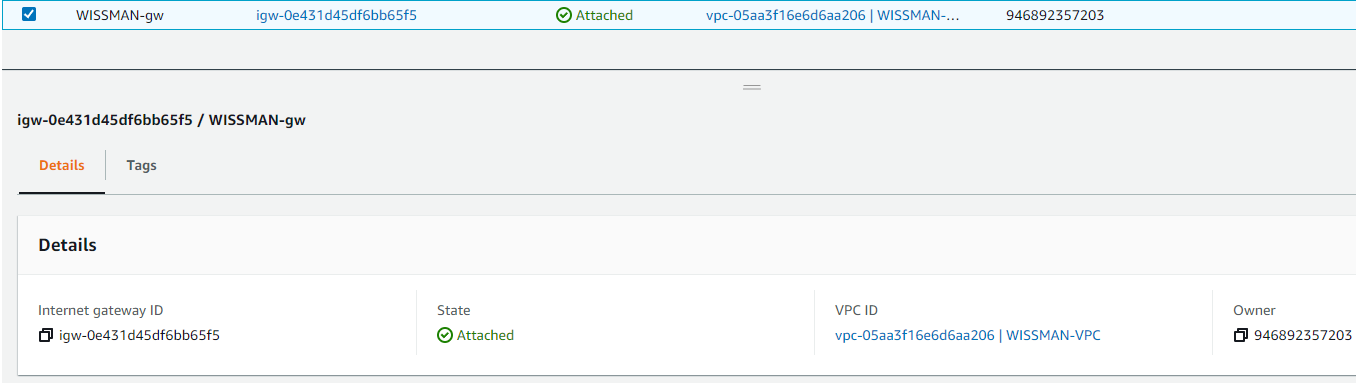 WISSMAN-gw igw-0e431d45df6bb65f5 Attached vpc-05aa3f16e6d6aa206 | WISSMAN-… 946892357203
igw-0e431d45df6bb65f5 / WISSMAN-gw
Details Tags
Details
Internet gateway ID State VPC ID Owner
igw-0e431d45df6bb65f5 Attached vpc-05aa3f16e6d6aa206 | WISSMAN-VPC 946892357203